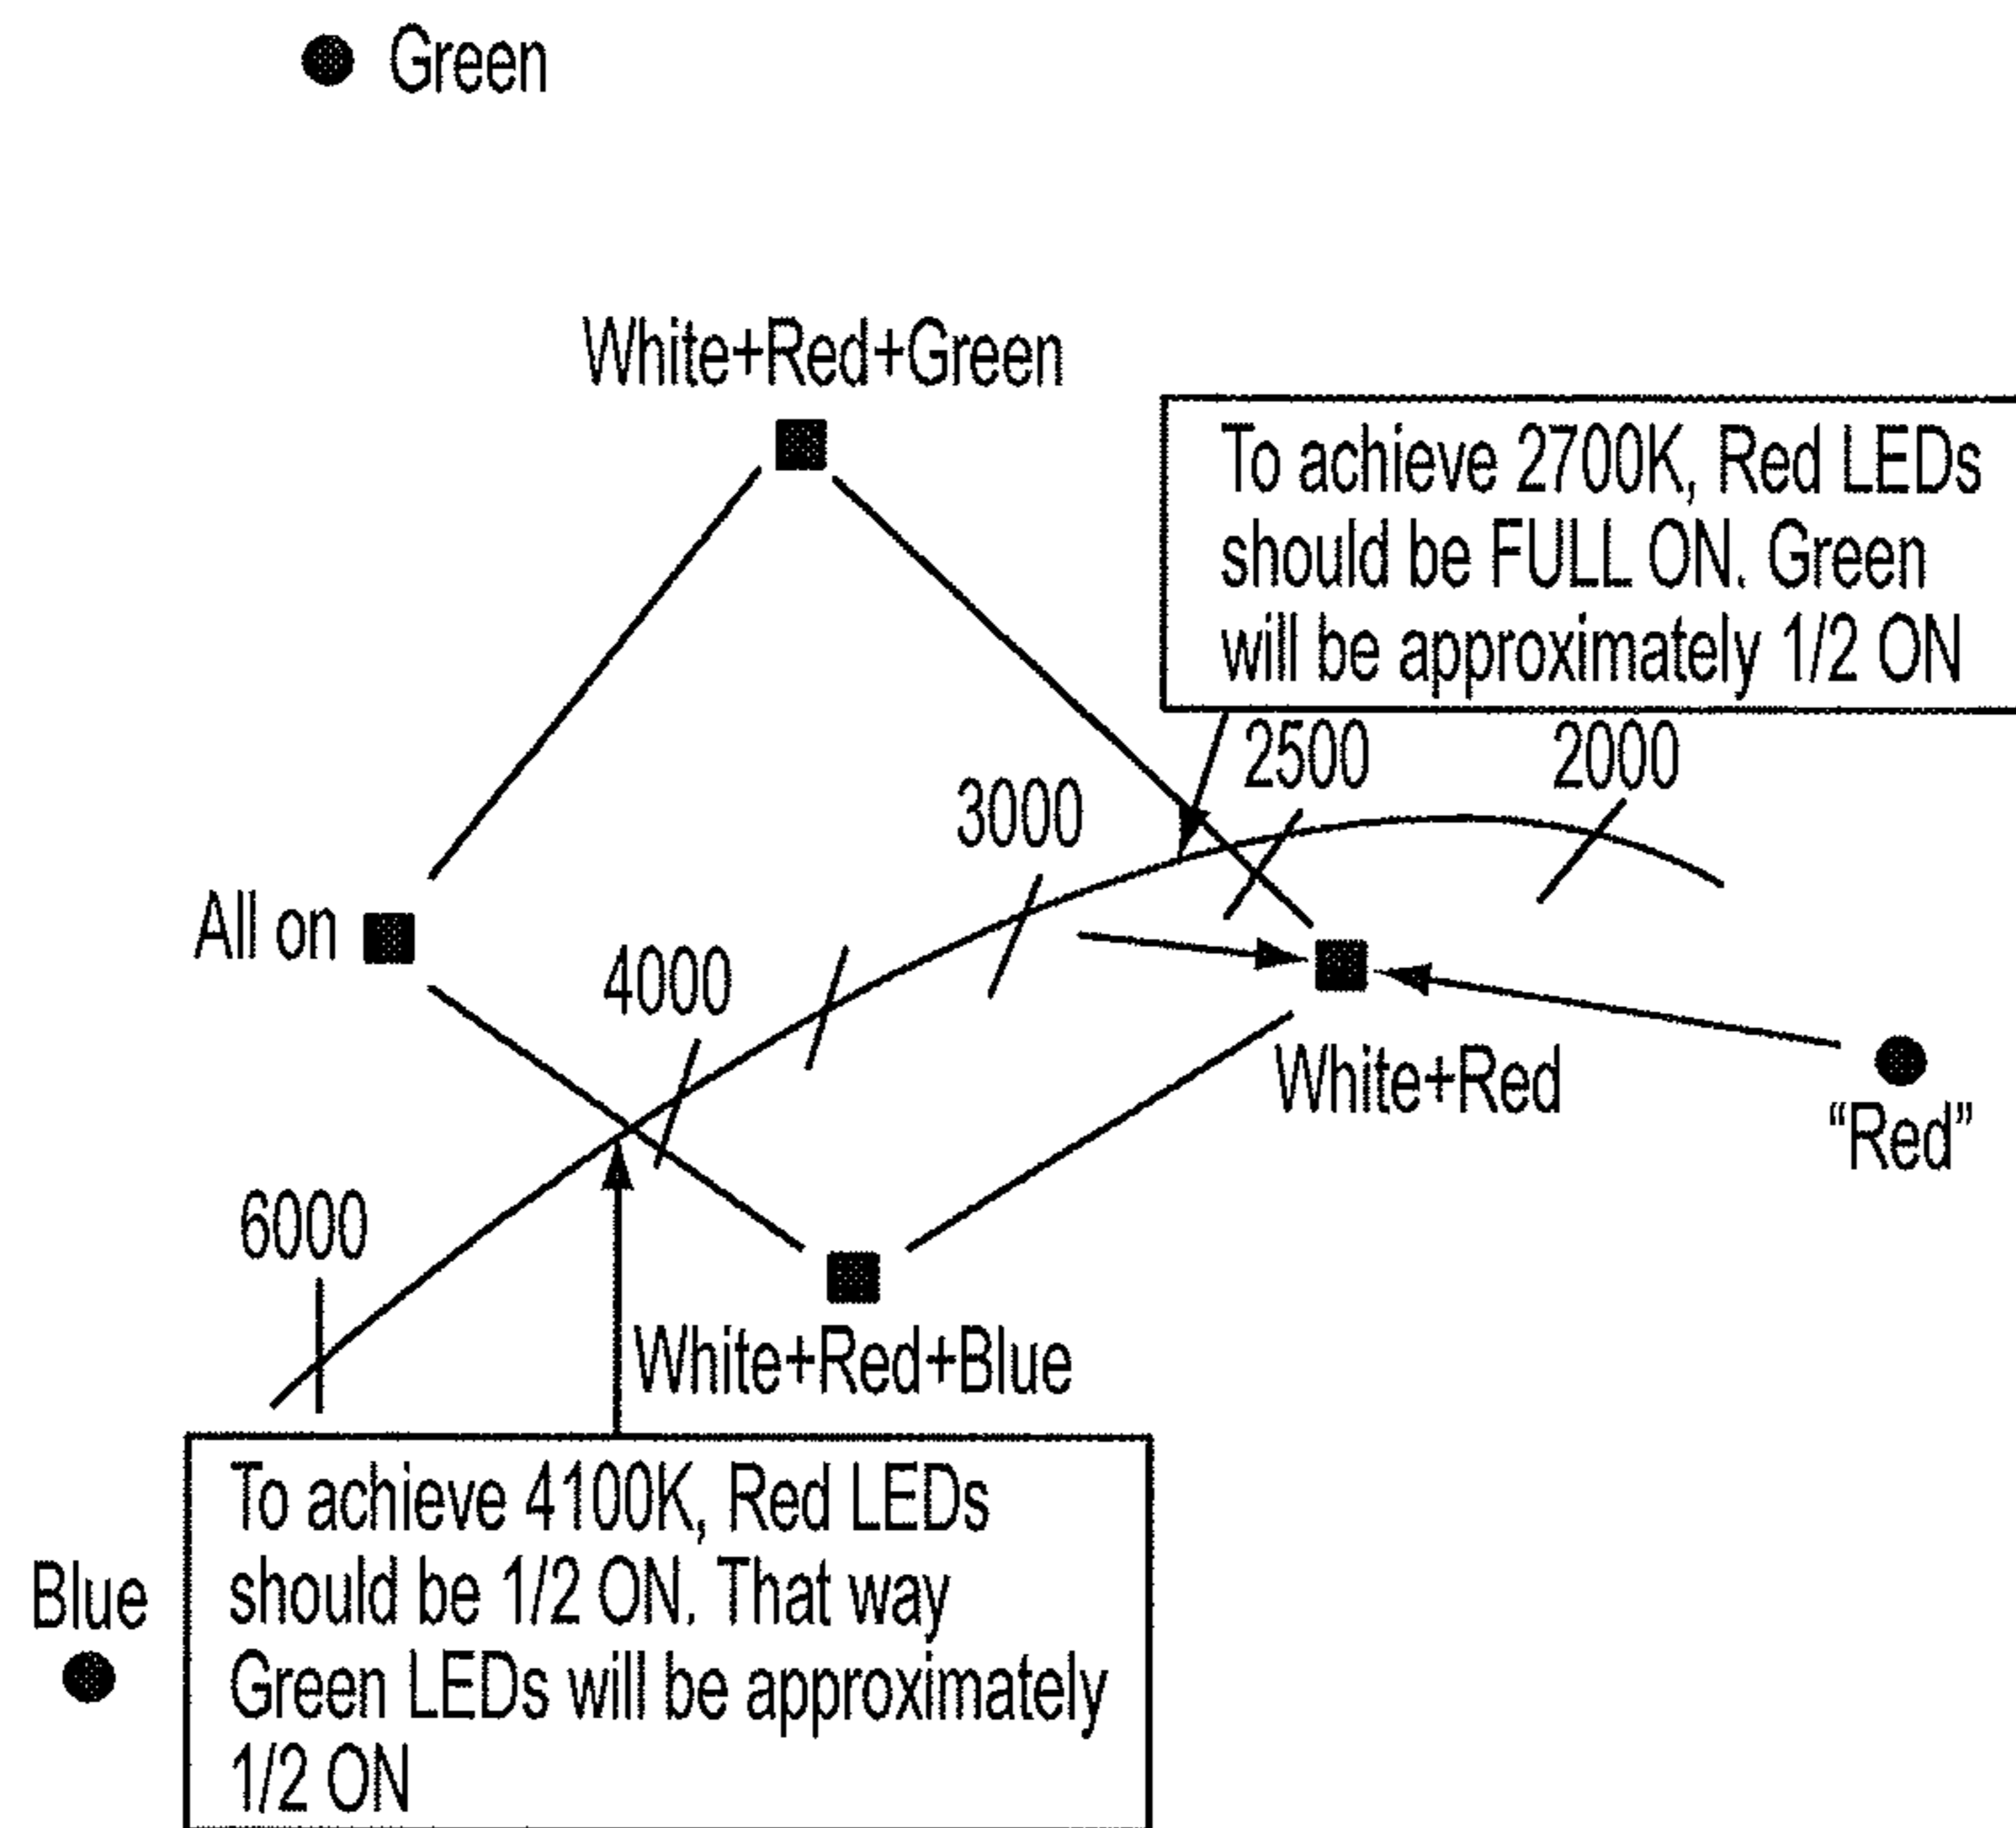 Green
White+Red+Green
To achieve 2700K, Red LEDs
should be FULL ON. Green
will be approximately 1/2 ON
2500
2000
3000
All on
4000
White+Red
"Red"
6000
White+Red+Blue
To achieve 4100K, Red LEDs
should be 1/2 ON. That way
Green LEDs will be approximately
1/2 ON
Blue